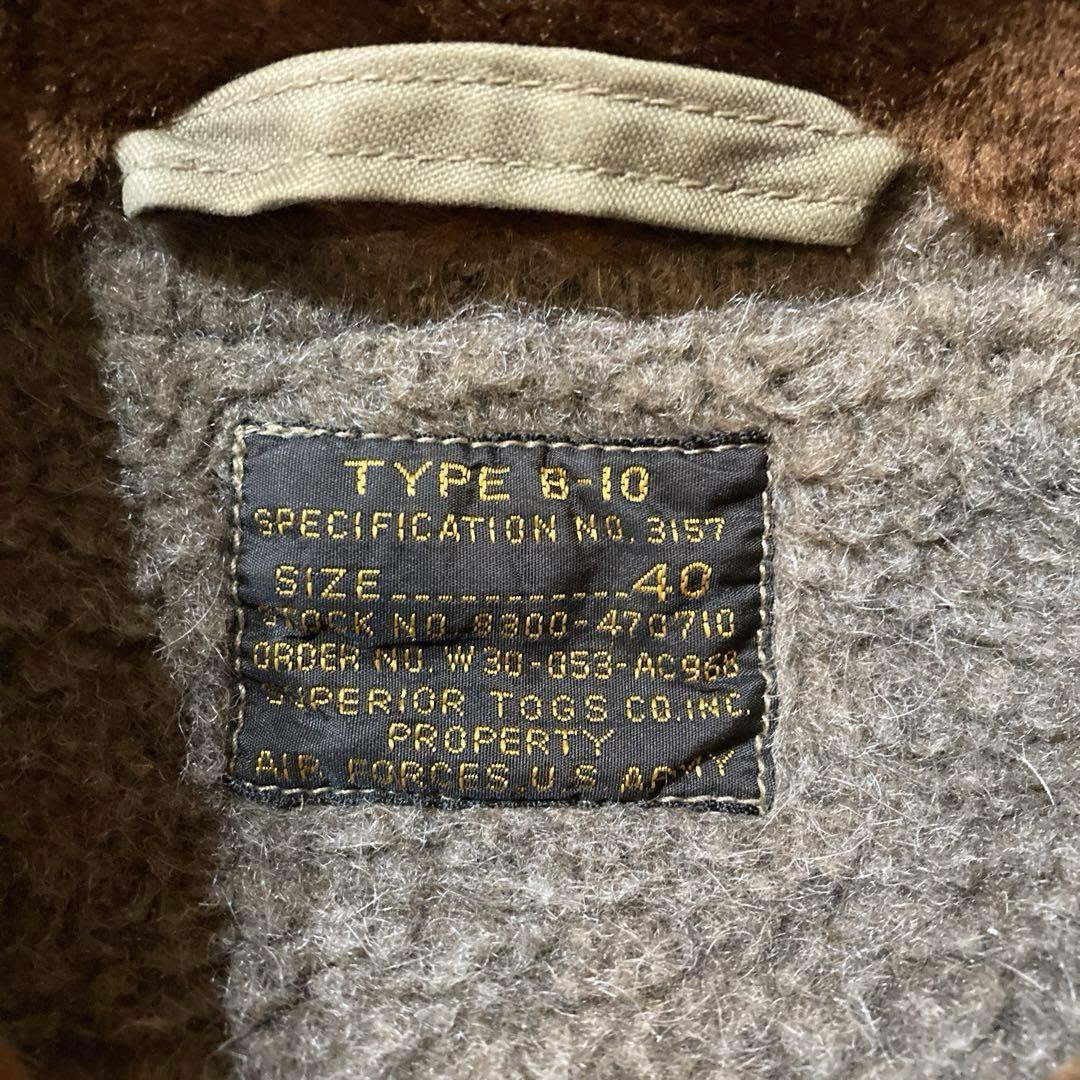 TYPE B-10
SPECIFICATION NO. 3157
SIZE...........40
STOCK NO. 8300-470710
ORDER NO. W 30-053-AC968
SUPERIOR TOGS CO. INC.
PROPERTY
AIR FORCES, U.S. ARMY